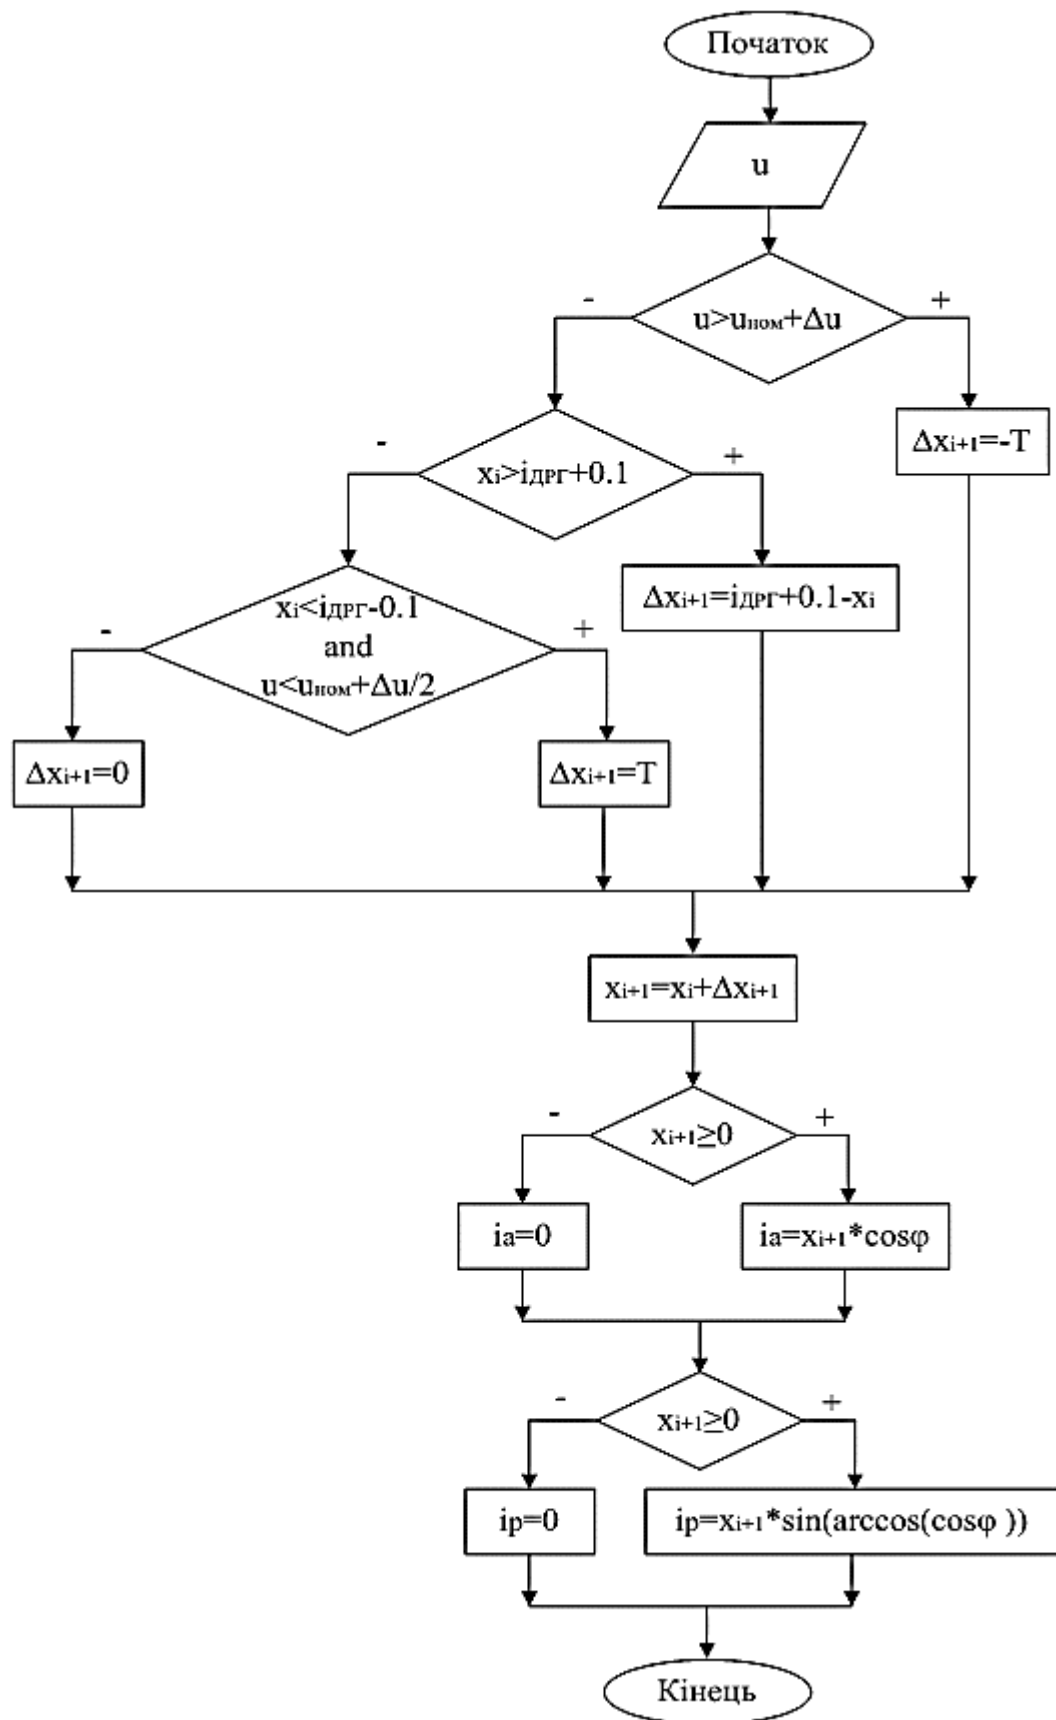 Початок
u
- +
u>uном+Δu
- +
xi>iДРГ+0.1
Δxi+1=-T
xi<iДРГ-0.1
and
u<uном+Δu/2
- +
Δxi+1=iДРГ+0.1-xi
Δxi+1=0
Δxi+1=T
xi+1=xi+Δxi+1
- +
xi+1≥0
ia=0
ia=xi+1*cosφ
- +
xi+1≥0
ip=0
ip=xi+1*sin(arccos(cosφ ))
Кінець